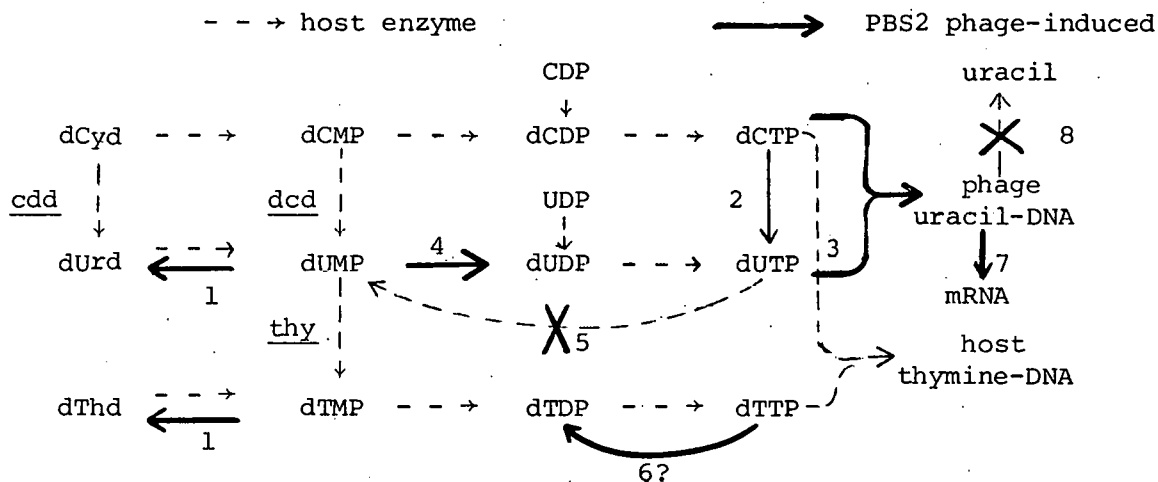 host enzyme
PBS2 phage-induced
CDP
uracil
dCyd
dCMP
dCDP
dCTP
8
cdd
dcd
UDP
2
phage
uracil-DNA
3
4
7
dUrd
dUMP
dUDP
dUTP
1
mRNA
thy
5
host
thymine-DNA
dThd
dTMP
dTDP
dTTP
1
6?